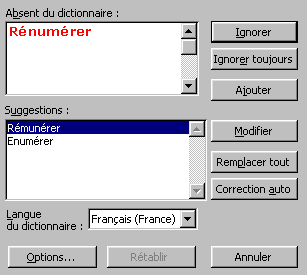 Absent du dictionnaire :
Rénumérer
Ignorer
Ignorer toujours
Ajouter
Suggestions :
Rémunérer
Enumérer
Modifier
Remplacer tout
Correction auto
Langue
du dictionnaire :
Français (France)
Options...
Rétablir
Annuler